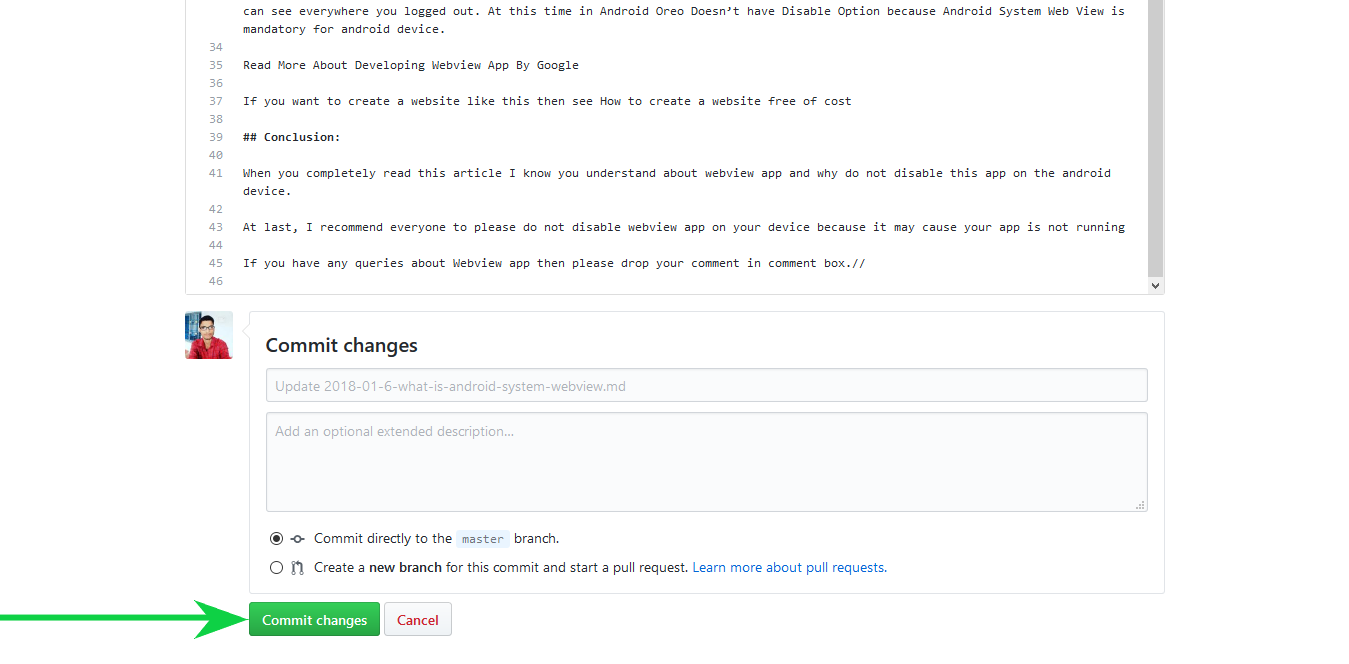 can see everywhere you logged out. At this time in Android Oreo Doesn’t have Disable Option because Android System Web View is
mandatory for android device.
34
35 Read More About Developing Webview App By Google
36
37 If you want to create a website like this then see How to create a website free of cost
38
39 ## Conclusion:
40
41 When you completely read this article I know you understand about webview app and why do not disable this app on the android
device.
42
43 At last, I recommend everyone to please do not disable webview app on your device because it may cause your app is not running
44
45 If you have any queries about Webview app then please drop your comment in comment box.//
46
Commit changes
Update 2018-01-6-what-is-android-system-webview.md
Add an optional extended description...
Commit directly to the master branch.
Create a new branch for this commit and start a pull request. Learn more about pull requests.
Commit changes Cancel